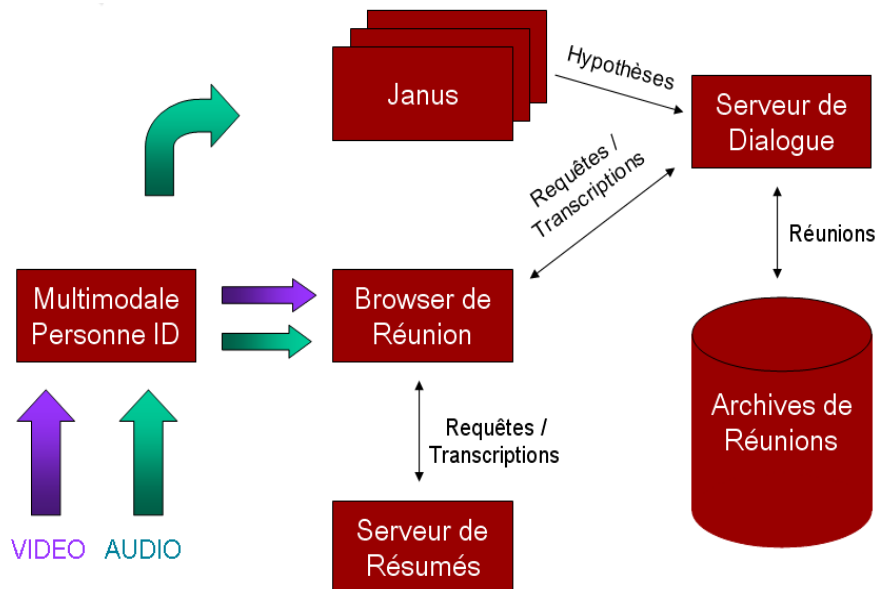 Janus
Hypothèses
Serveur de
Dialogue
Requêtes /
Transcriptions
Réunions
Multimodale
Personne ID
Browser de
Réunion
Archives de
Réunions
Requêtes /
Transcriptions
Serveur de
Résumés
VIDEO
AUDIO